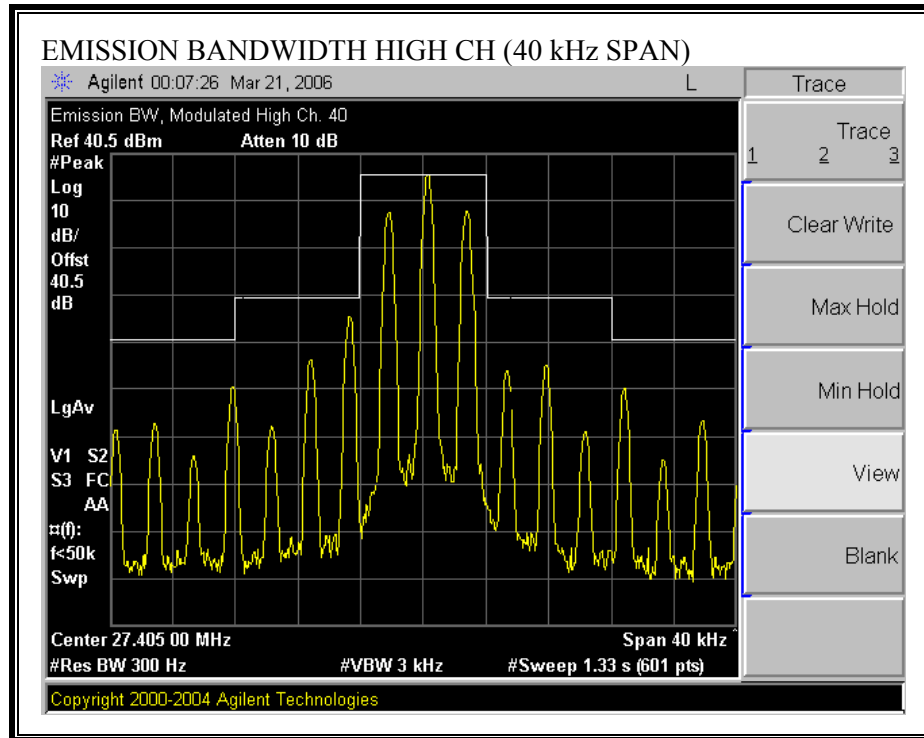 EMISSION BANDWIDTH HIGH CH (40 kHz SPAN)
Agilent 00:07:26 Mar 21, 2006 L Trace
Emission BW, Modulated High Ch. 40
Ref 40.5 dBm Atten 10 dB
#Peak
Log
10
dB/
Offst
40.5
dB
LgAv
V1 S2
S3 FC
AA
¤(f):
f<50k
Swp
Center 27.405 00 MHz Span 40 kHz
#Res BW 300 Hz #VBW 3 kHz #Sweep 1.33 s (601 pts)
Copyright 2000-2004 Agilent Technologies
Trace
1 2 3
Clear Write
Max Hold
Min Hold
View
Blank